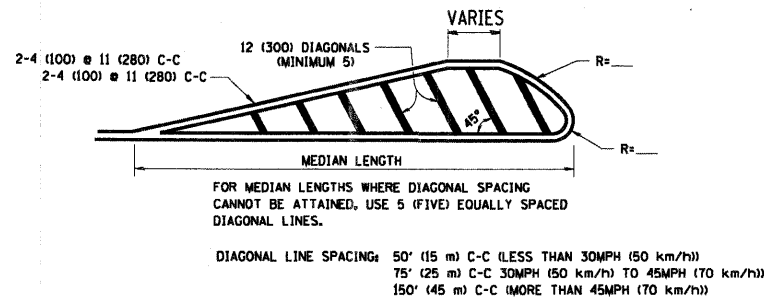 VARIES
2-4 (100) @ 11 (280) C-C
2-4 (100) @ 11 (280) C-C
12 (300) DIAGONALS
(MINIMUM 5)
R=___
45°
R=___
MEDIAN LENGTH
FOR MEDIAN LENGTHS WHERE DIAGONAL SPACING
CANNOT BE ATTAINED, USE 5 (FIVE) EQUALLY SPACED
DIAGONAL LINES.
DIAGONAL LINE SPACING: 50' (15 m) C-C (LESS THAN 30MPH (50 km/h))
75' (25 m) C-C 30MPH (50 km/h) TO 45MPH (70 km/h))
150' (45 m) C-C (MORE THAN 45MPH (70 km/h))